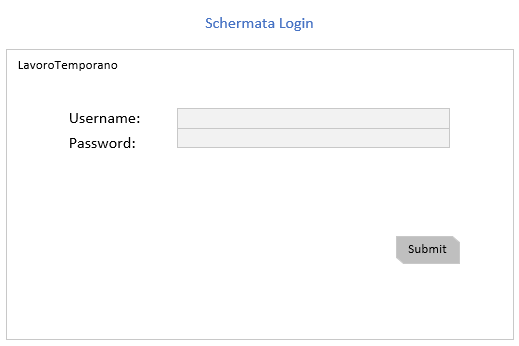 Schermata Login
LavoroTemporano
Username:
Password:
Submit